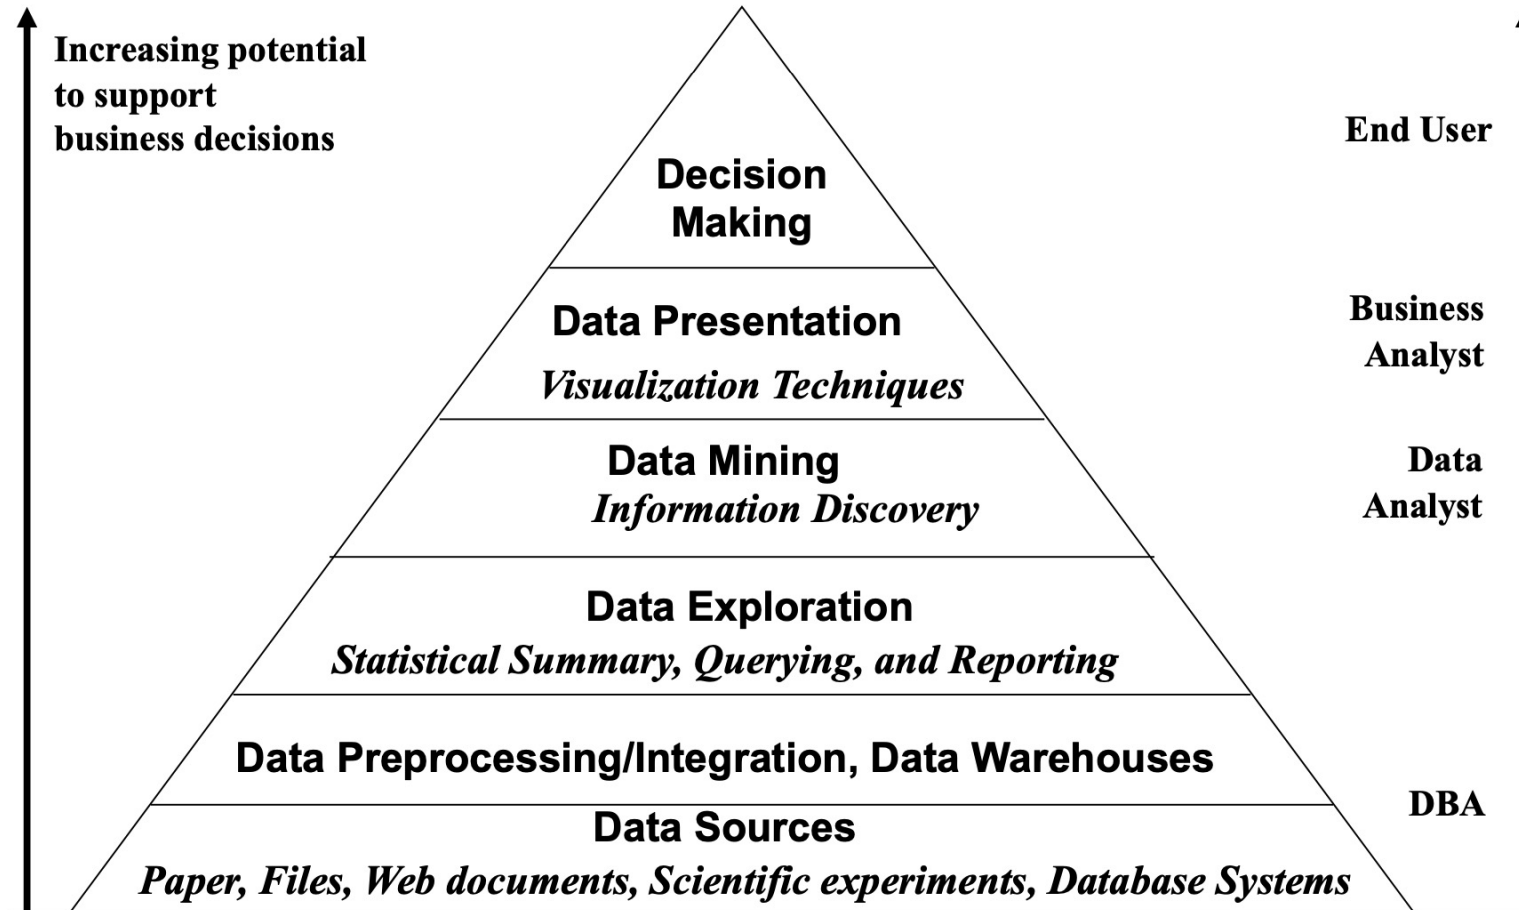 Increasing potential
to support
business decisions
End User
Decision
Making
Data Presentation
Visualization Techniques
Business
Analyst
Data Mining
Information Discovery
Data
Analyst
Data Exploration
Statistical Summary, Querying, and Reporting
Data Preprocessing/Integration, Data Warehouses
DBA
Data Sources
Paper, Files, Web documents, Scientific experiments, Database Systems